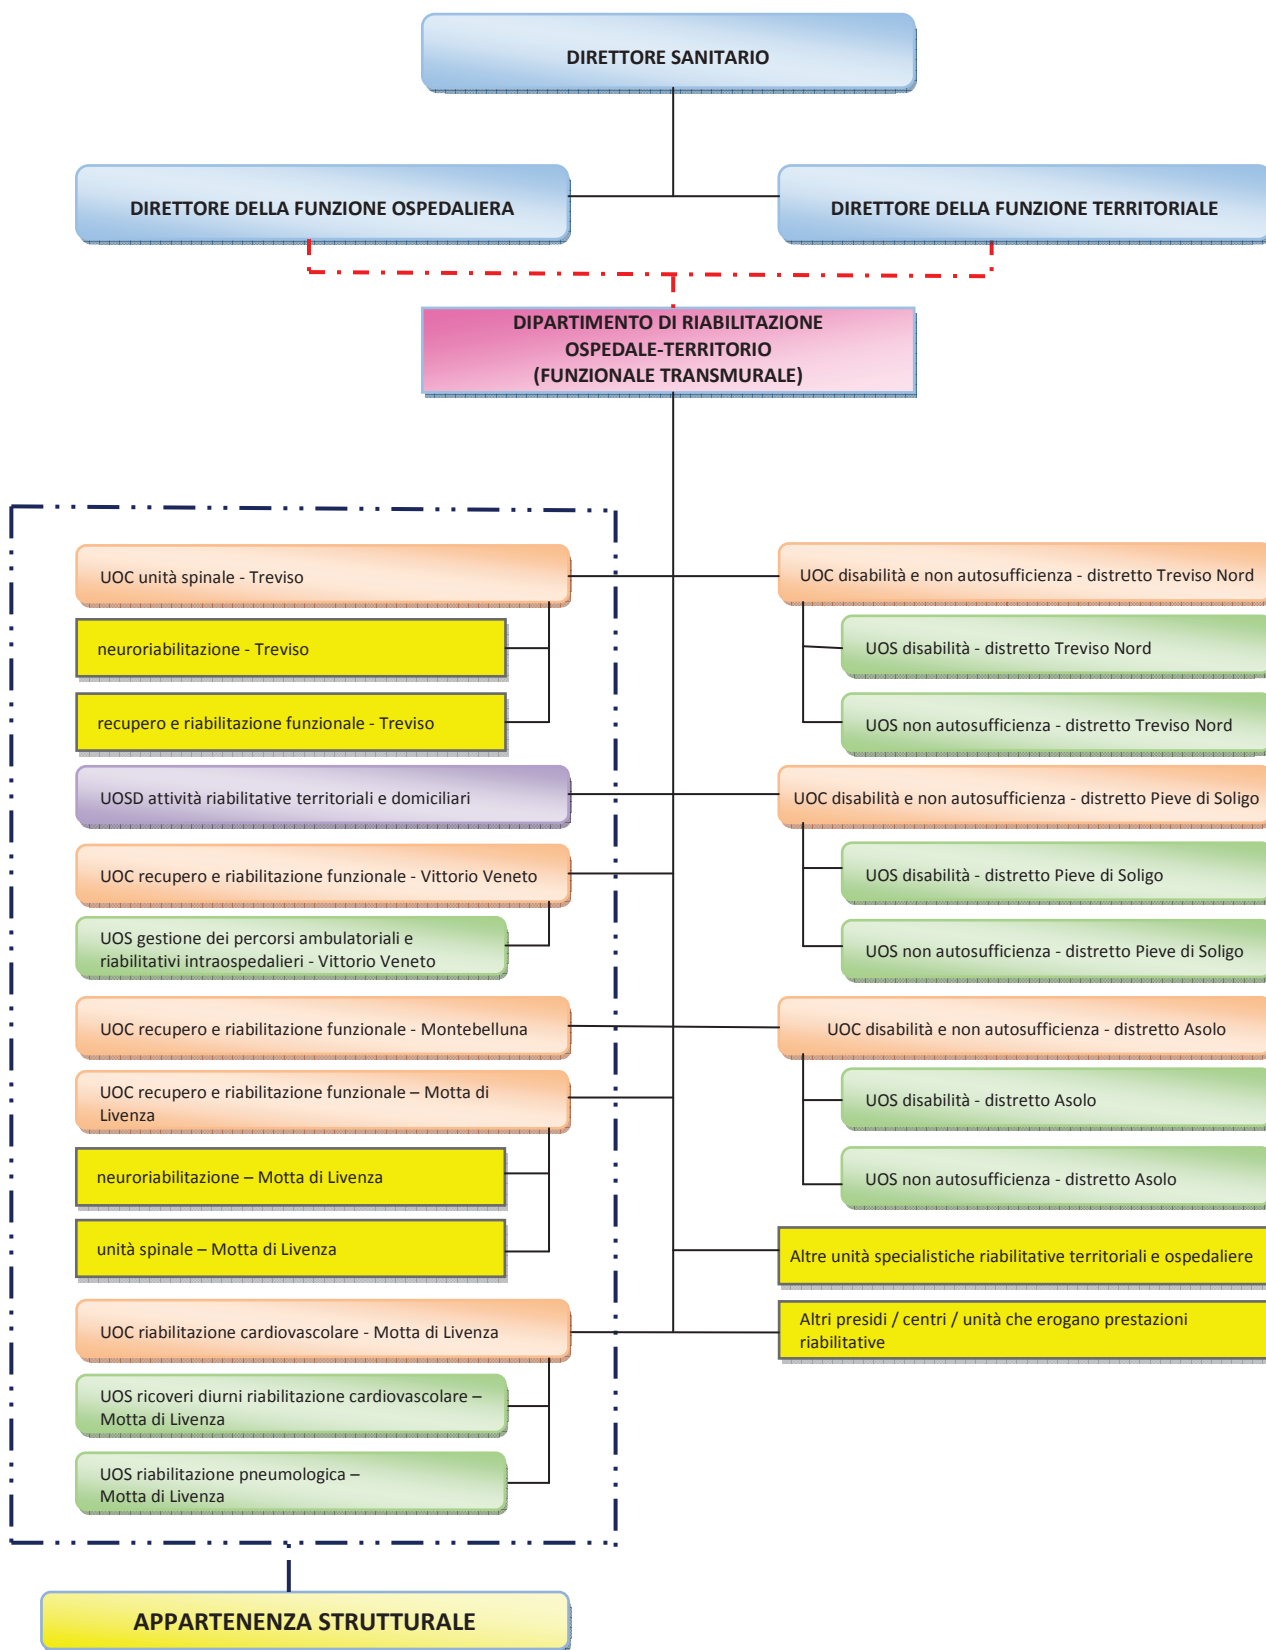 DIRETTORE SANITARIO
DIRETTORE DELLA FUNZIONE OSPEDALIERA
DIRETTORE DELLA FUNZIONE TERRITORIALE
DIPARTIMENTO DI RIABILITAZIONE
OSPEDALE-TERRITORIO
(FUNZIONALE TRANSMURALE)
UOC unità spinale - Treviso
neuroriabilitazione - Treviso
recupero e riabilitazione funzionale - Treviso
UOSD attività riabilitative territoriali e domiciliari
UOC recupero e riabilitazione funzionale - Vittorio Veneto
UOS gestione dei percorsi ambulatoriali e
riabilitativi intraospedalieri - Vittorio Veneto
UOC recupero e riabilitazione funzionale - Montebelluna
UOC recupero e riabilitazione funzionale – Motta di
Livenza
neuroriabilitazione – Motta di Livenza
unità spinale – Motta di Livenza
UOC riabilitazione cardiovascolare - Motta di Livenza
UOS ricoveri diurni riabilitazione cardiovascolare –
Motta di Livenza
UOS riabilitazione pneumologica –
Motta di Livenza
UOC disabilità e non autosufficienza - distretto Treviso Nord
UOS disabilità - distretto Treviso Nord
UOS non autosufficienza - distretto Treviso Nord
UOC disabilità e non autosufficienza - distretto Pieve di Soligo
UOS disabilità - distretto Pieve di Soligo
UOS non autosufficienza - distretto Pieve di Soligo
UOC disabilità e non autosufficienza - distretto Asolo
UOS disabilità - distretto Asolo
UOS non autosufficienza - distretto Asolo
Altre unità specialistiche riabilitative territoriali e ospedaliere
Altri presidi / centri / unità che erogano prestazioni
riabilitative
APPARTENENZA STRUTTURALE